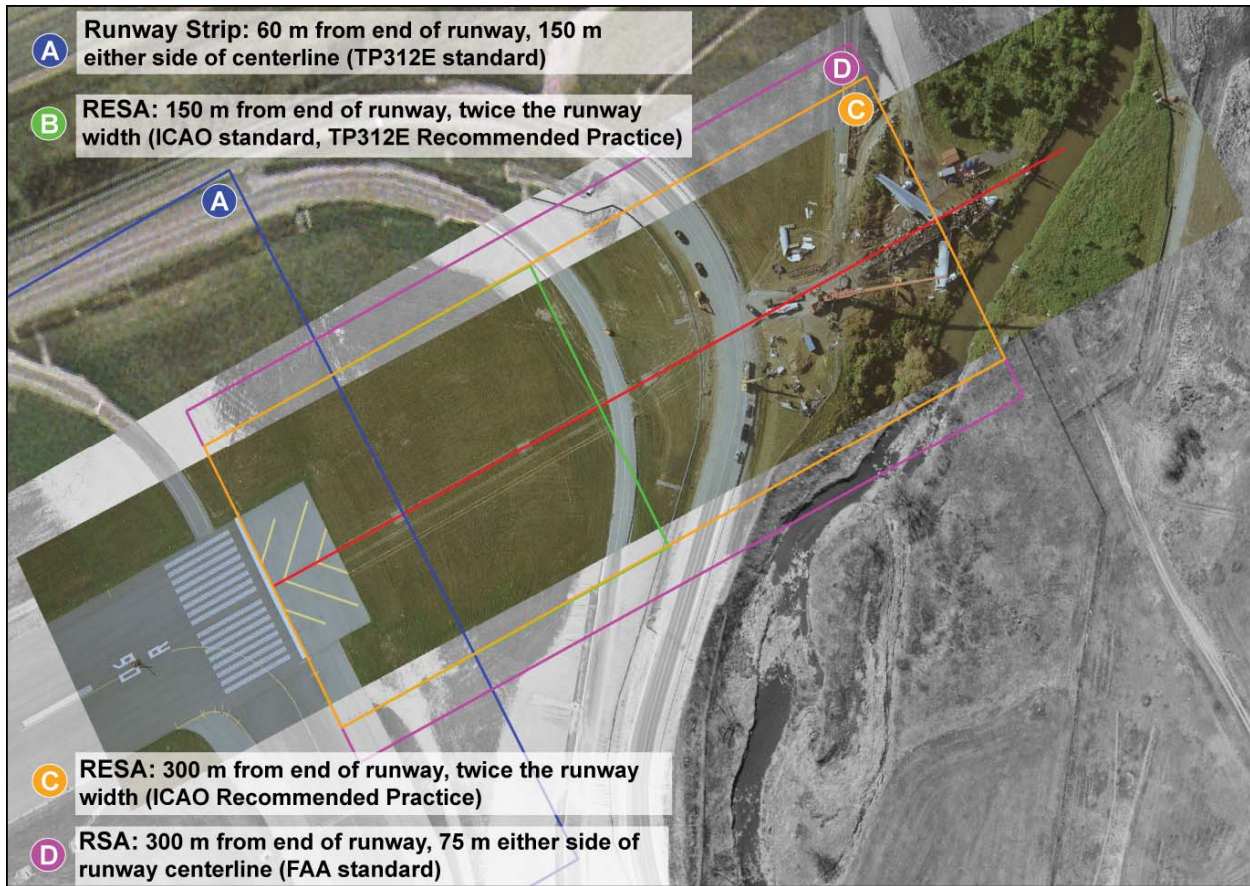 A
Runway Strip: 60 m from end of runway, 150 m
either side of centerline (TP312E standard)
B
RESA: 150 m from end of runway, twice the runway
width (ICAO standard, TP312E Recommended Practice)
D
C
A
06
R
C
RESA: 300 m from end of runway, twice the runway
width (ICAO Recommended Practice)
D
RSA: 300 m from end of runway, 75 m either side of
runway centerline (FAA standard)